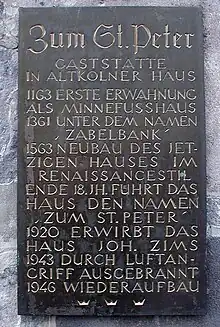 Zum St. Peter
GASTSTÄTTE
IN ALTKÖLNER HAUS
1163 ERSTE ERWÄHNUNG
ALS MINNEFUSSHAUS
1361 UNTER DEM NAMEN
„ZABELBANK“
1563 NEUBAU DES JET-
ZIGEN HAUSES IM
RENAISSANCESTIL
ENDE 18. JH. FÜHRT DAS
HAUS DEN NAMEN
„ZUM ST. PETER“
1920 ERWIRBT DAS
HAUS JOH. ZIMS
1943 DURCH LUFTAN-
GRIFF AUSGEBRANNT
1946 WIEDERAUFBAU